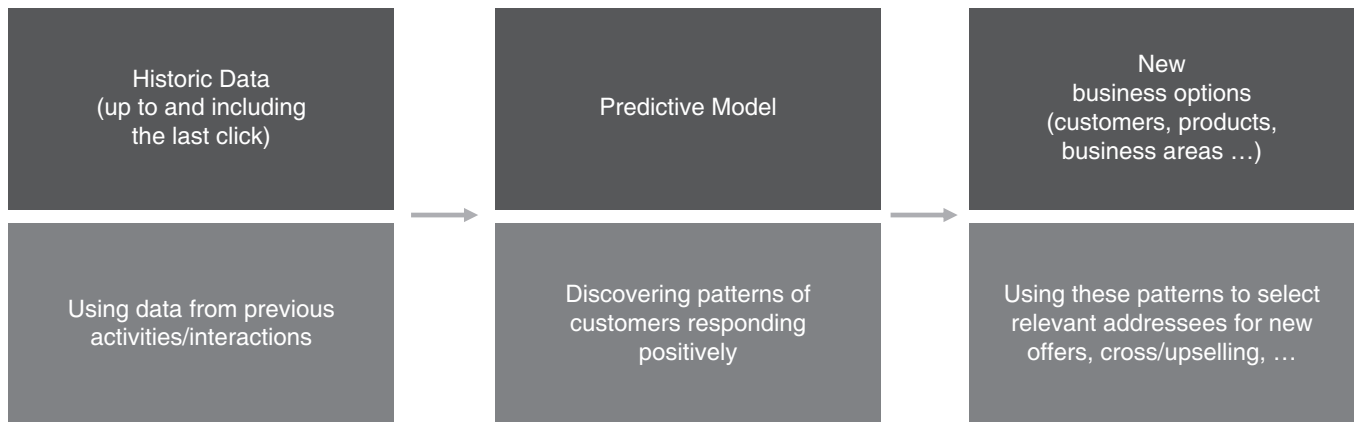 Historic Data
(up to and including
the last click)
Using data from previous
activities/interactions
Predictive Model
Discovering patterns of
customers responding
positively
New
business options
(customers, products,
business areas …)
Using these patterns to select
relevant addressees for new
offers, cross/upselling, …